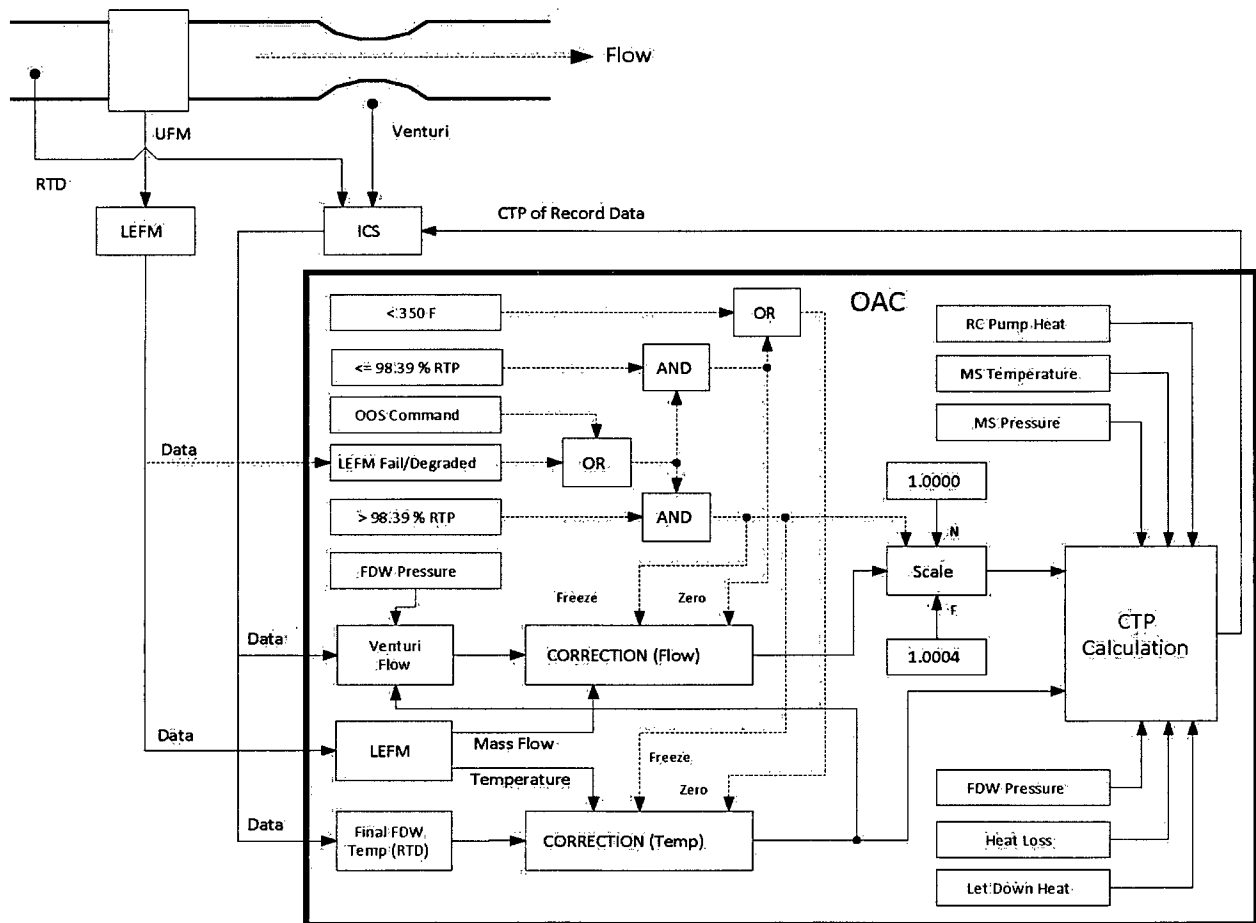 Flow
UFM
Venturi
RTD
CTP of Record Data
LEFM
ICS
OAC
< 350 F
OR
RC Pump Heat
<= 98.39 % RTP
AND
MS Temperature
OOS Command
MS Pressure
Data
LEFM Fail/Degraded
OR
1.0000
> 98.39 % RTP
AND
N
FDW Pressure
Scale
Freeze
Zero
F
Data
Venturi
Flow
CORRECTION (Flow)
1.0004
CTP
Calculation
Data
LEFM
Mass Flow
Temperature
Freeze
Zero
FDW Pressure
Data
Final FDW
Temp (RTD)
CORRECTION (Temp)
Heat Loss
Let Down Heat